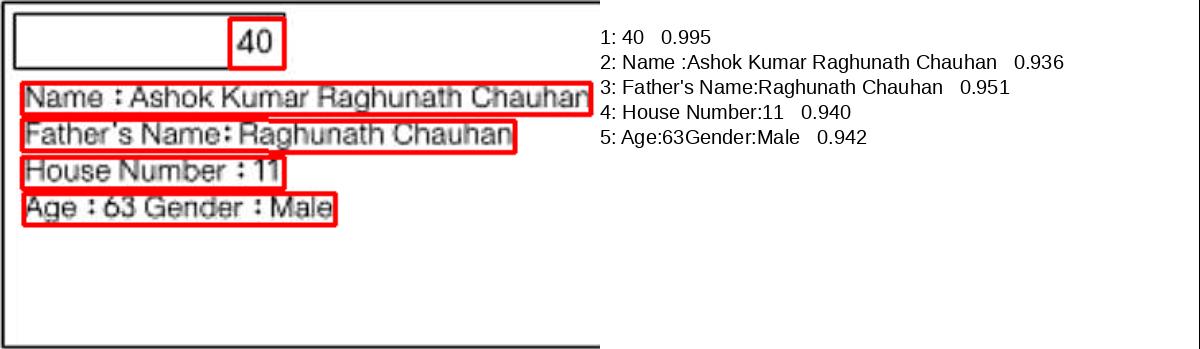 40
Name : Ashok Kumar Raghunath Chauhan
Father's Name: Raghunath Chauhan
House Number : 11
Age : 63 Gender : Male
1: 40 0.995
2: Name :Ashok Kumar Raghunath Chauhan 0.936
3: Father's Name:Raghunath Chauhan 0.951
4: House Number:11 0.940
5: Age:63Gender:Male 0.942